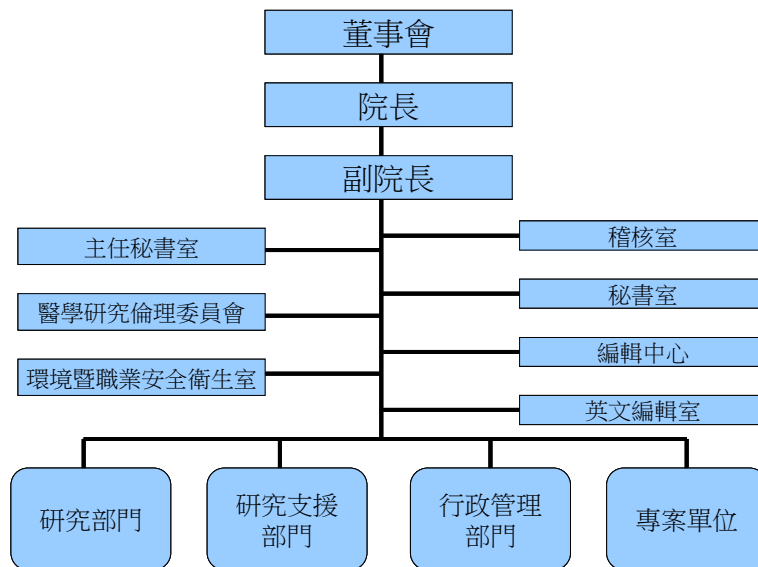 董事會
院長
副院長
主任秘書室
稽核室
醫學研究倫理委員會
秘書室
環境暨職業安全衛生室
編輯中心
英文編輯室
研究部門
研究支援
部門
行政管理
部門
專案單位